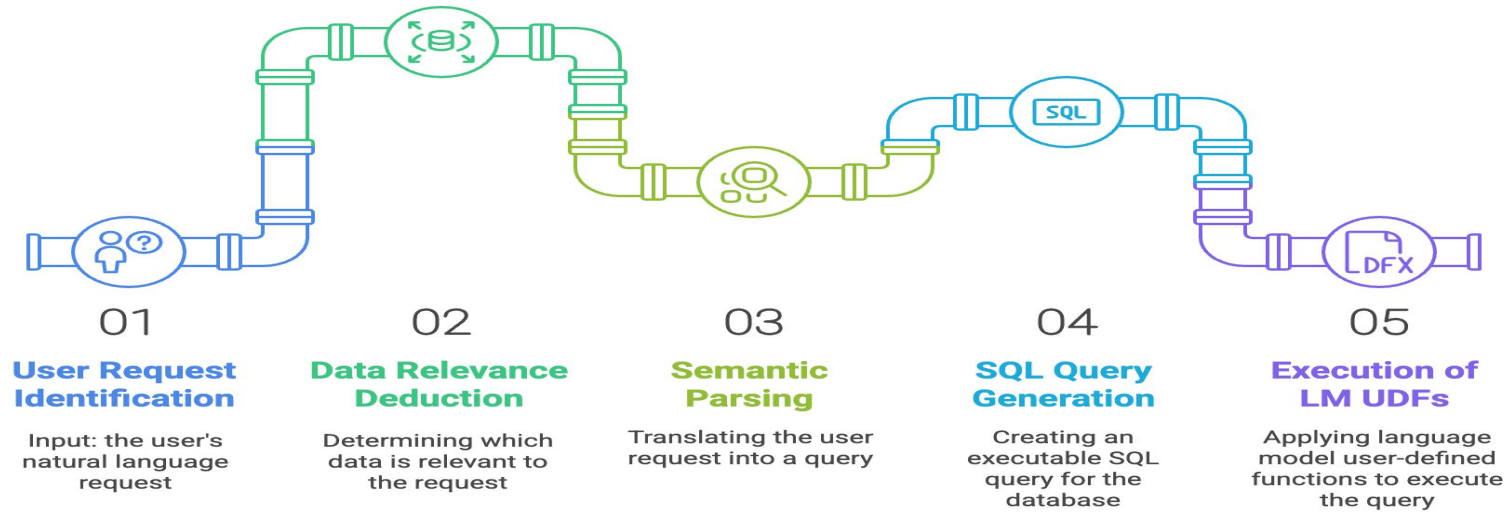 ?
SQL
DFX
01
User Request
Identification
Input: the user's
natural language
request
02
Data Relevance
Deduction
Determining which
data is relevant to
the request
03
Semantic
Parsing
Translating the user
request into a query
04
SQL Query
Generation
Creating an
executable SQL
query for the
database
05
Execution of
LM UDFs
Applying language
model user-defined
functions to execute
the query